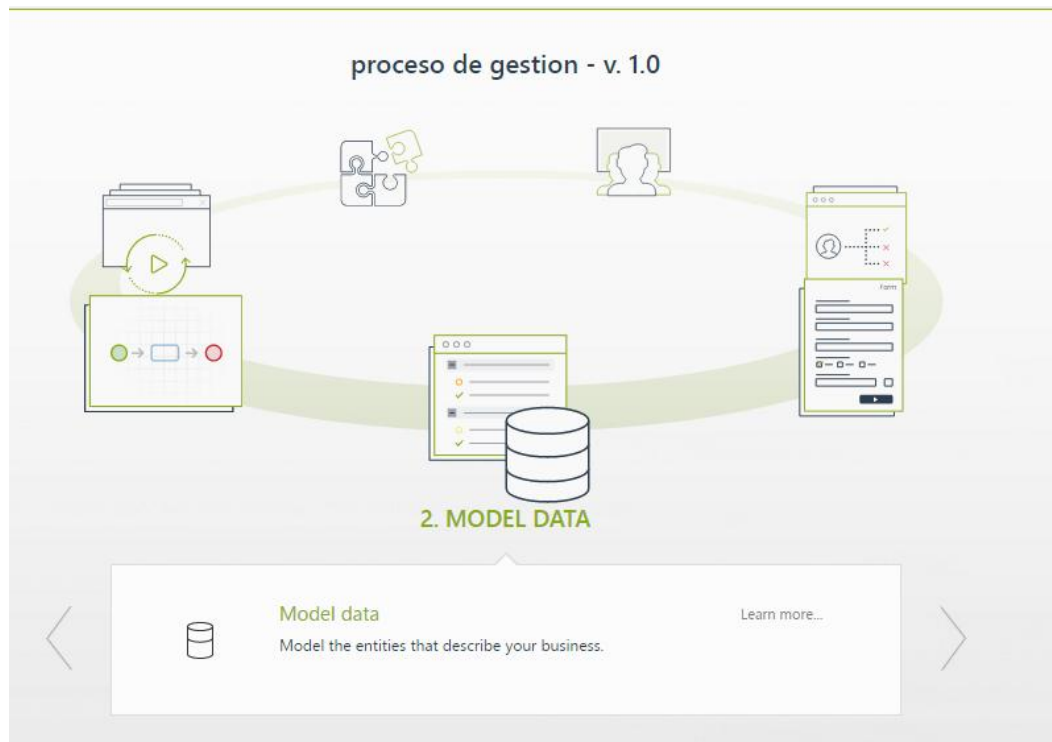 proceso de gestion - v. 1.0
Form
2. MODEL DATA
Model data
Learn more...
Model the entities that describe your business.